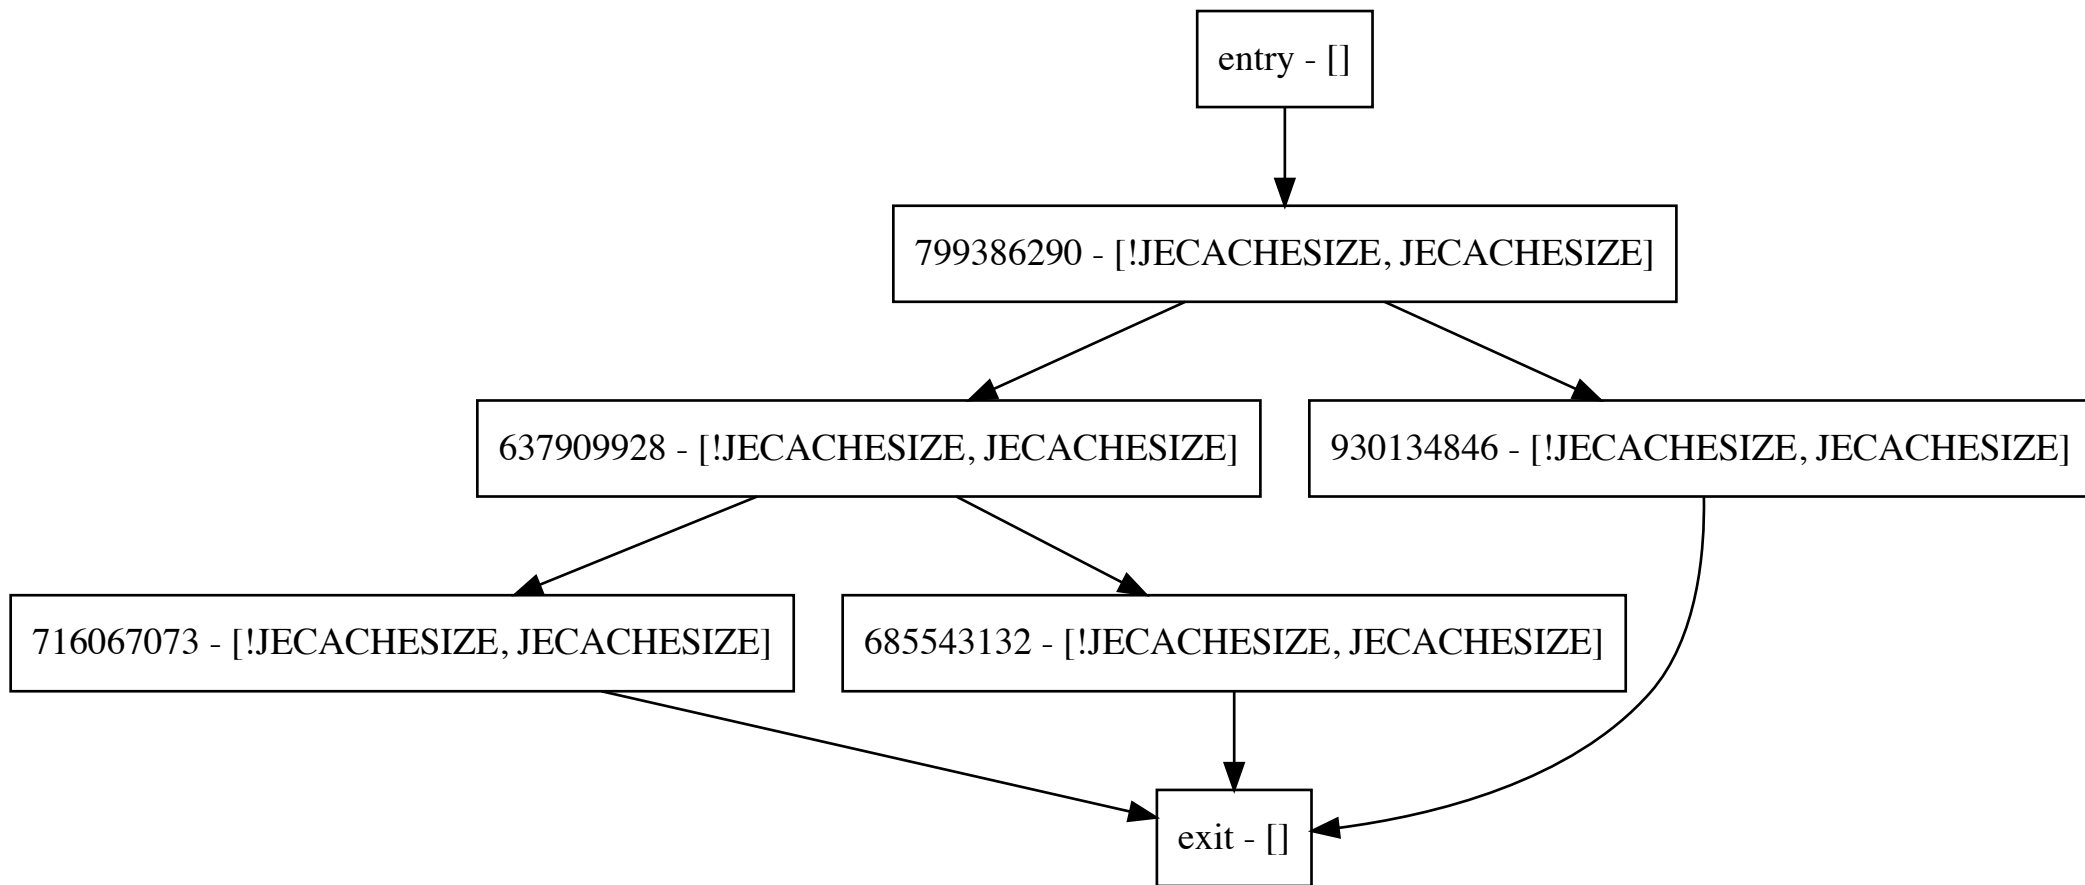 entry - []
799386290 - [!JECACHESIZE, JECACHESIZE]
637909928 - [!JECACHESIZE, JECACHESIZE]
930134846 - [!JECACHESIZE, JECACHESIZE]
716067073 - [!JECACHESIZE, JECACHESIZE]
685543132 - [!JECACHESIZE, JECACHESIZE]
exit - []